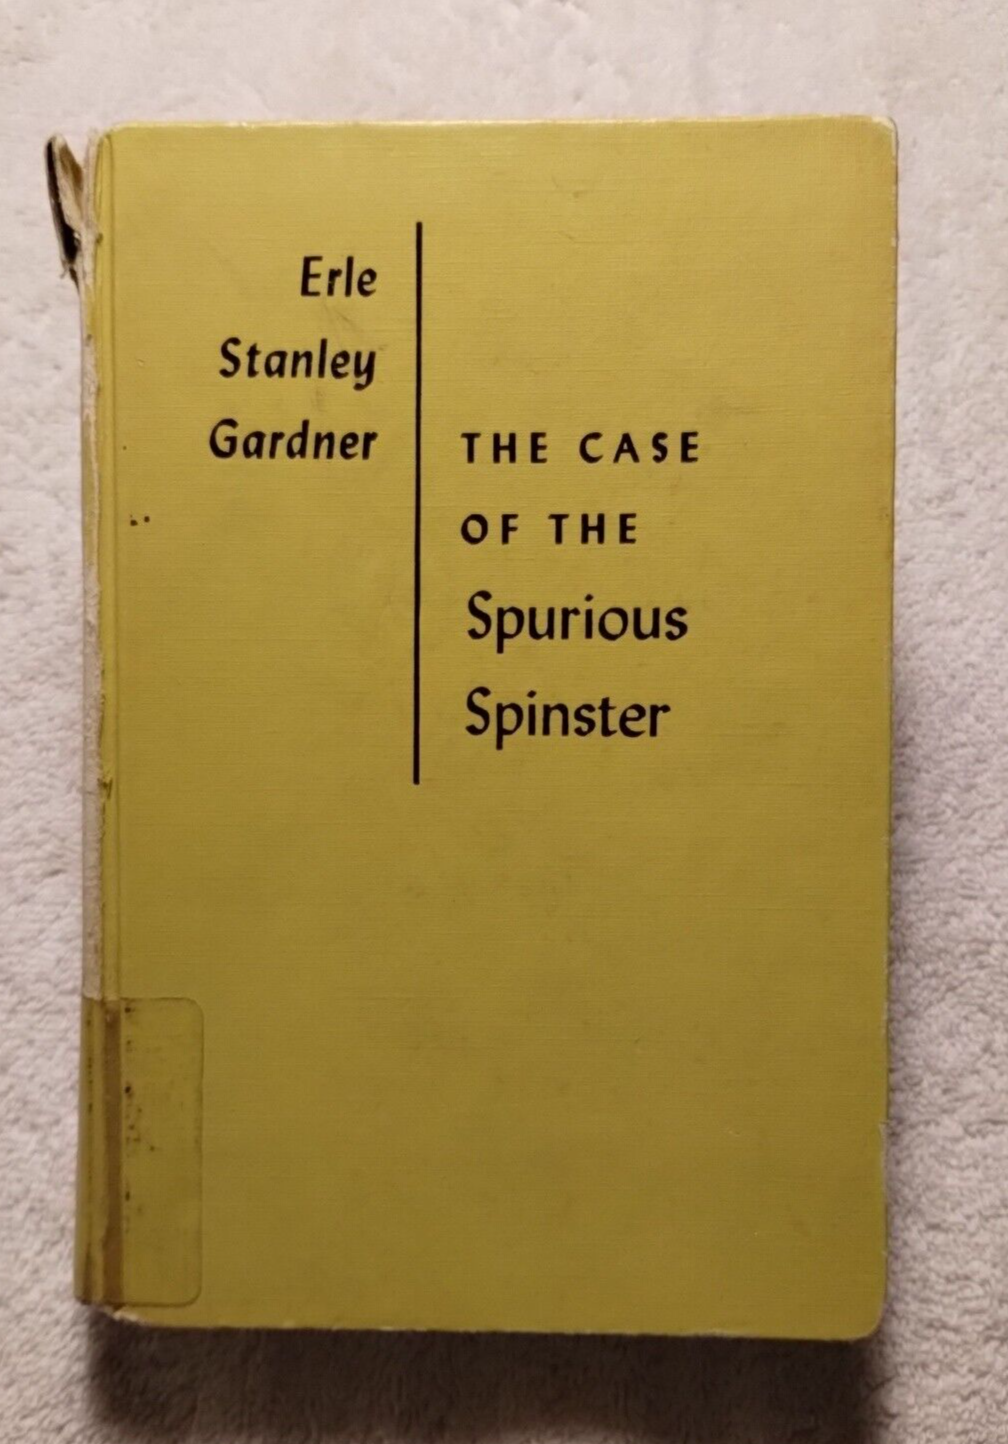 Erle
Stanley
Gardner
THE CASE
OF THE
Spurious
Spinster